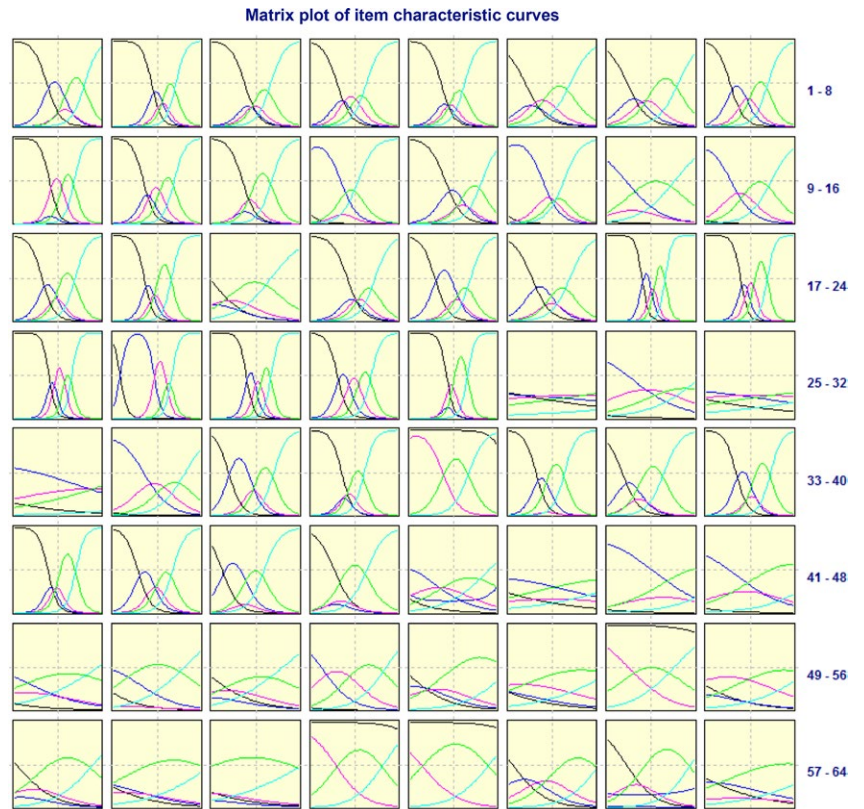 Matrix plot of item characteristic curves
1 - 8
9 - 16
17 - 24
25 - 32
33 - 40
41 - 48
49 - 56
57 - 64